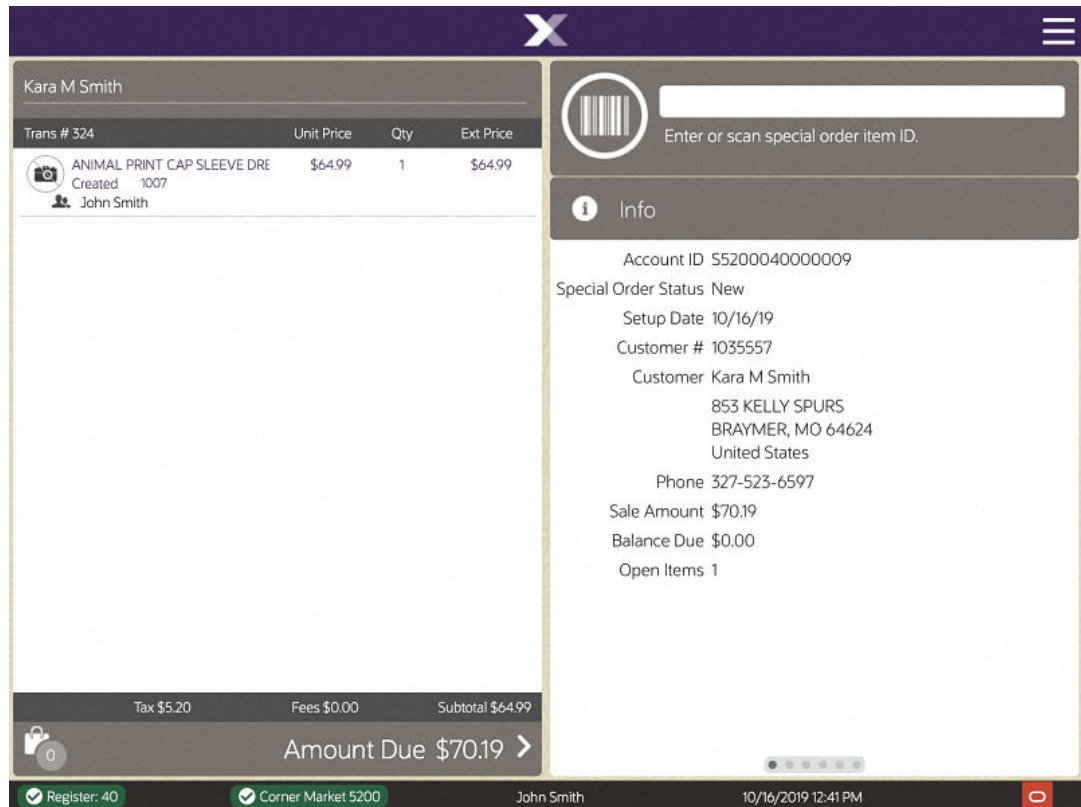 Kara M Smith
Trans # 324 Unit Price Qty Ext Price
ANIMAL PRINT CAP SLEEVE DRE $64.99 1 $64.99
Created 1007
John Smith
Tax $5.20 Fees $0.00 Subtotal $64.99
0 Amount Due $70.19
Enter or scan special order item ID.
Info
Account ID S5200040000009
Special Order Status New
Setup Date 10/16/19
Customer # 1035557
Customer Kara M Smith
853 KELLY SPURS
BRAYMER, MO 64624
United States
Phone 327-523-6597
Sale Amount $70.19
Balance Due $0.00
Open Items 1
Register: 40 Corner Market 5200 John Smith 10/16/2019 12:41 PM